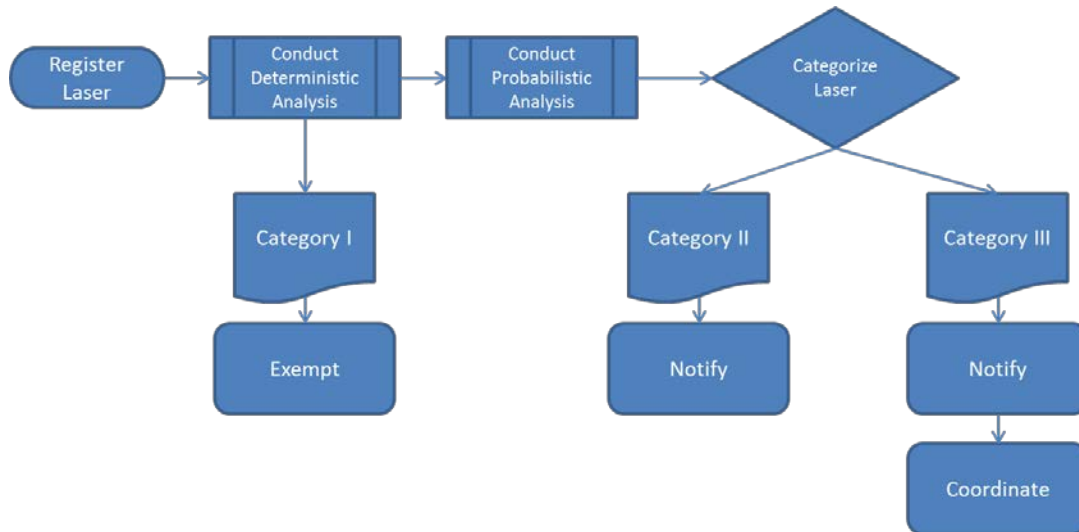 Register
Laser
Conduct
Deterministic
Analysis
Conduct
Probabilistic
Analysis
Categorize
Laser
Category I
Category II
Category III
Exempt
Notify
Notify
Coordinate